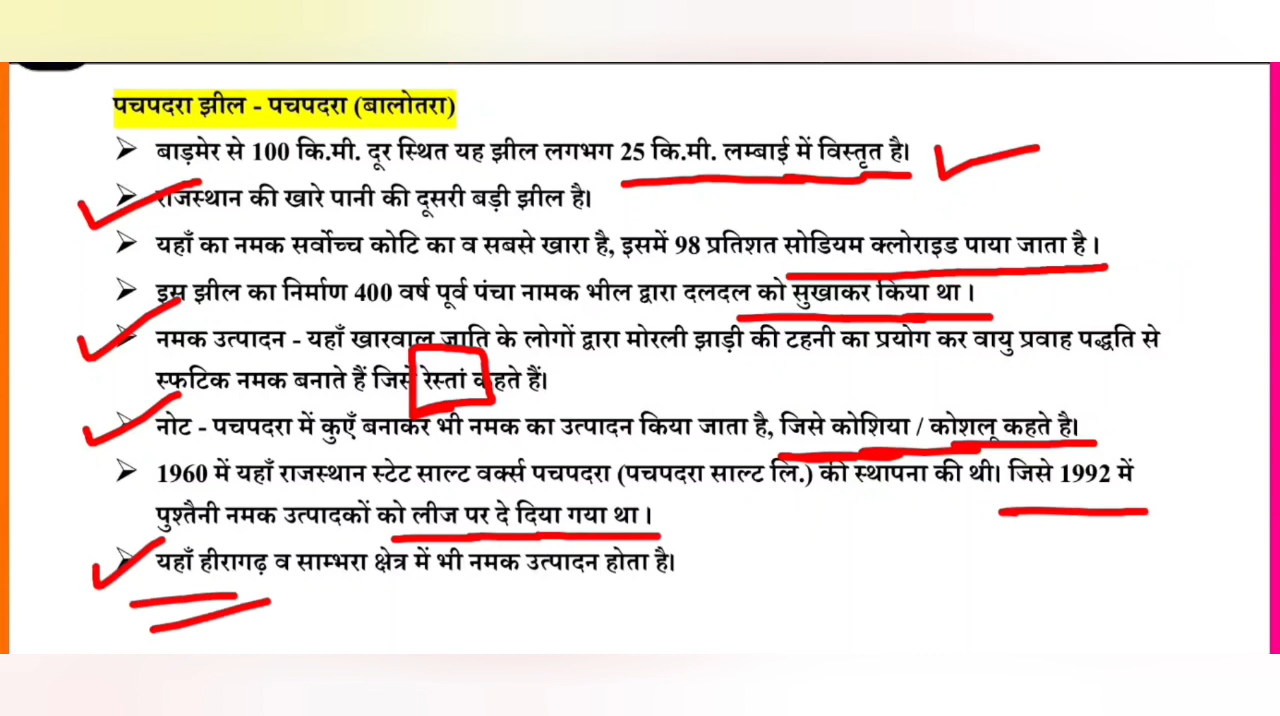 पचपदरा झील - पचपदरा (बालोतरा)
➢ बाड़मेर से 100 कि.मी. दूर स्थित यह झील लगभग 25 कि.मी. लम्बाई में विस्तृत है।
➢ राजस्थान की खारे पानी की दूसरी बड़ी झील है।
➢ यहाँ का नमक सर्वोच्च कोटि का व सबसे खारा है, इसमें 98 प्रतिशत सोडियम क्लोराइड पाया जाता है ।
➢ इस झील का निर्माण 400 वर्ष पूर्व पंचा नामक भील द्वारा दलदल को सुखाकर किया था ।
➢ नमक उत्पादन - यहाँ खारवाल जाति के लोगों द्वारा मोरली झाड़ी की टहनी का प्रयोग कर वायु प्रवाह पद्धति से
स्फटिक नमक बनाते हैं जिसे रेस्तां कहते हैं।
➢ नोट - पचपदरा में कुएँ बनाकर भी नमक का उत्पादन किया जाता है, जिसे कोशिया / कोशलू कहते है।
➢ 1960 में यहाँ राजस्थान स्टेट साल्ट वर्क्स पचपदरा (पचपदरा साल्ट लि.) की स्थापना की थी। जिसे 1992 में
पुश्तैनी नमक उत्पादकों को लीज पर दे दिया गया था ।
➢ यहाँ हीरागढ़ व साम्भरा क्षेत्र में भी नमक उत्पादन होता है।